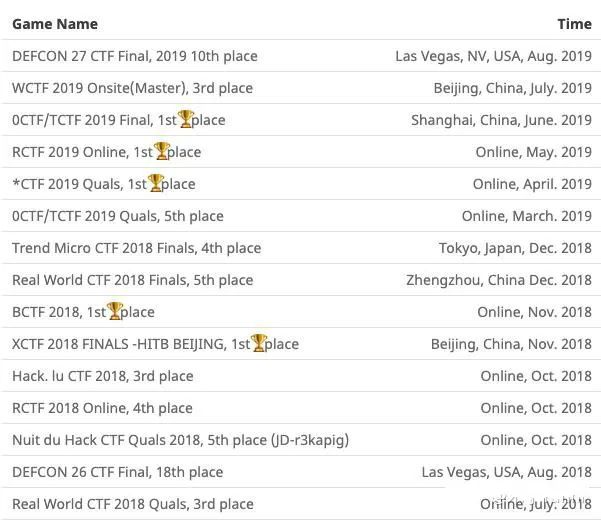 Game Name Time
DEFCON 27 CTF Final, 2019 10th place Las Vegas, NV, USA, Aug. 2019
WCTF 2019 Onsite(Master), 3rd place Beijing, China, July. 2019
0CTF/TCTF 2019 Final, 1st🏆place Shanghai, China, June. 2019
RCTF 2019 Online, 1st🏆place Online, May. 2019
*CTF 2019 Quals, 1st🏆place Online, April. 2019
0CTF/TCTF 2019 Quals, 5th place Online, March. 2019
Trend Micro CTF 2018 Finals, 4th place Tokyo, Japan, Dec. 2018
Real World CTF 2018 Finals, 5th place Zhengzhou, China Dec. 2018
BCTF 2018, 1st🏆place Online, Nov. 2018
XCTF 2018 FINALS -HITB BEIJING, 1st🏆place Beijing, China, Nov. 2018
Hack. lu CTF 2018, 3rd place Online, Oct. 2018
RCTF 2018 Online, 4th place Online, Oct. 2018
Nuit du Hack CTF Quals 2018, 5th place (JD-r3kapig) Online, Oct. 2018
DEFCON 26 CTF Final, 18th place Las Vegas, USA, Aug. 2018
Real World CTF 2018 Quals, 3rd place Online, July. 2018